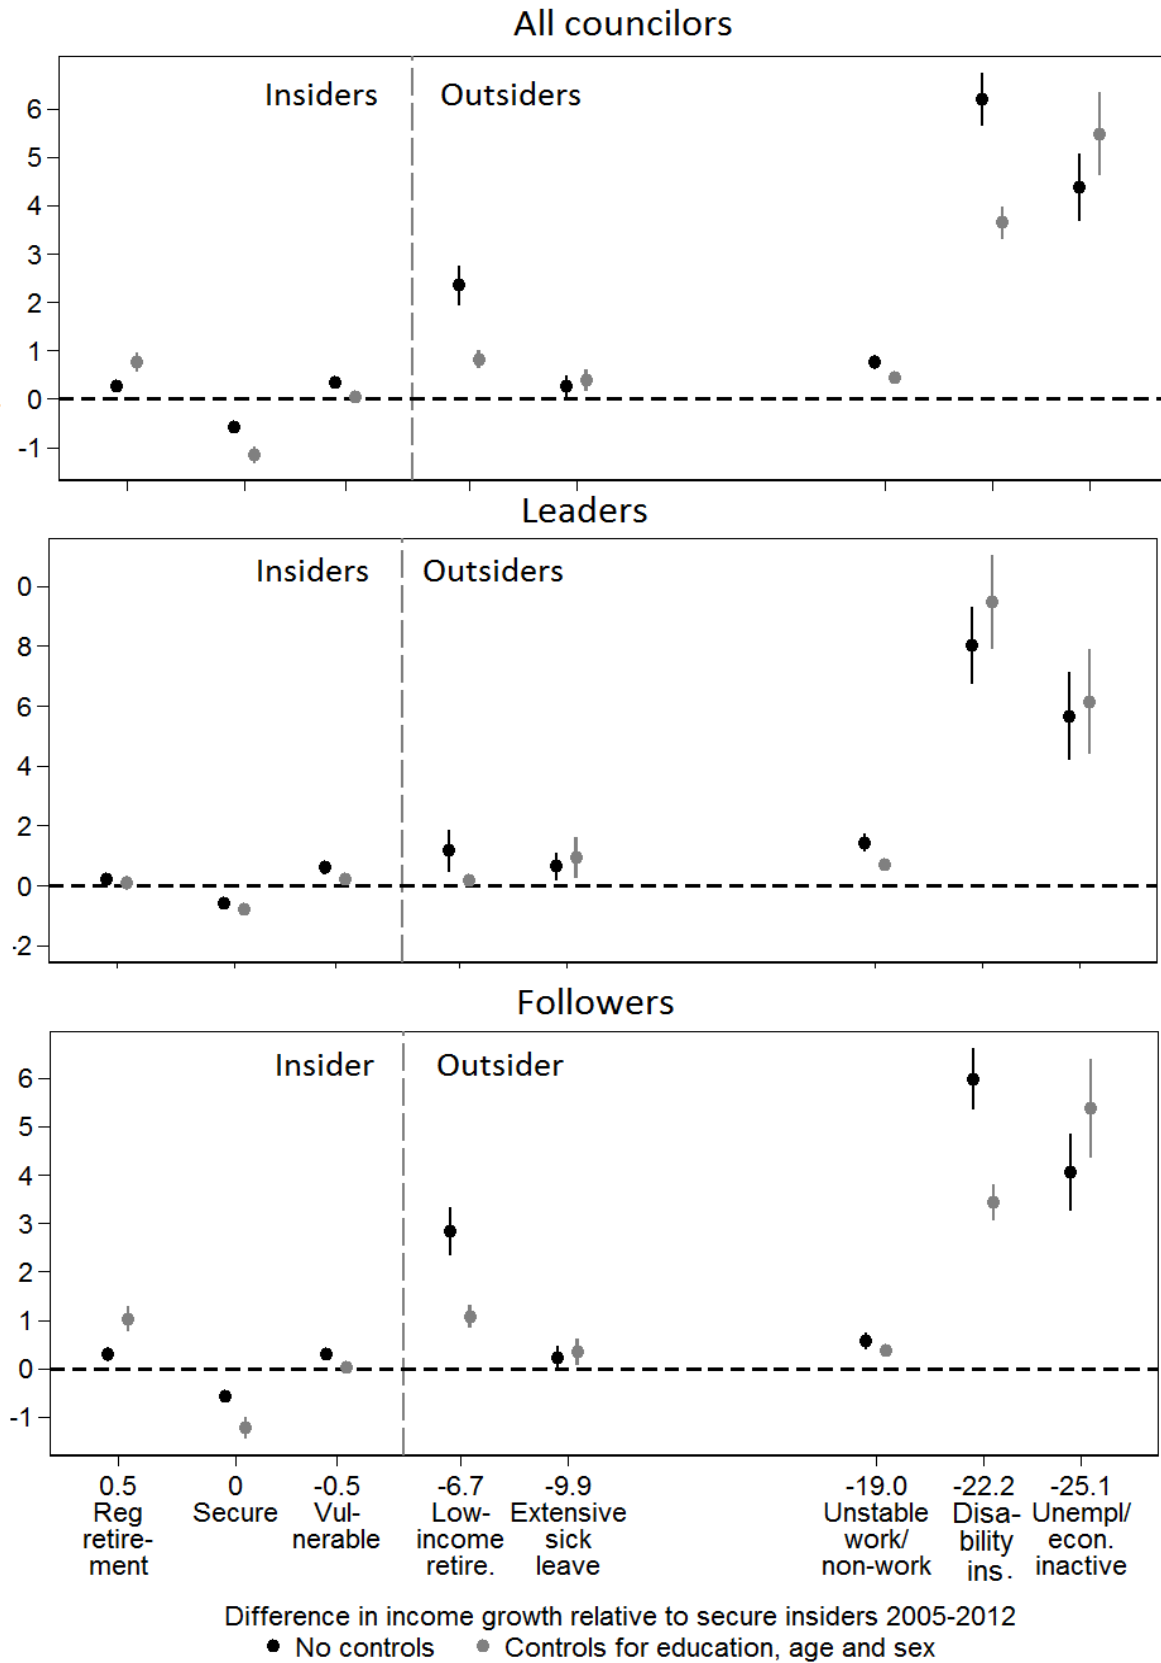 All councilors
Insiders
Outsiders
6
5
4
3
2
1
0
-1
Leaders
Insiders
Outsiders
0
8
6
4
2
0
-2
Followers
Insider
Outsider
6
5
4
3
2
1
0
-1
0.5 0 -0.5 -6.7 -9.9 -19.0 -22.2 -25.1
Reg Secure Vul- Low- Extensive Unstable Disa- Unempl/
retire- nerable income sick work/ bility econ.
ment retire. leave non-work ins. inactive
Difference in income growth relative to secure insiders 2005-2012
No controls Controls for education, age and sex